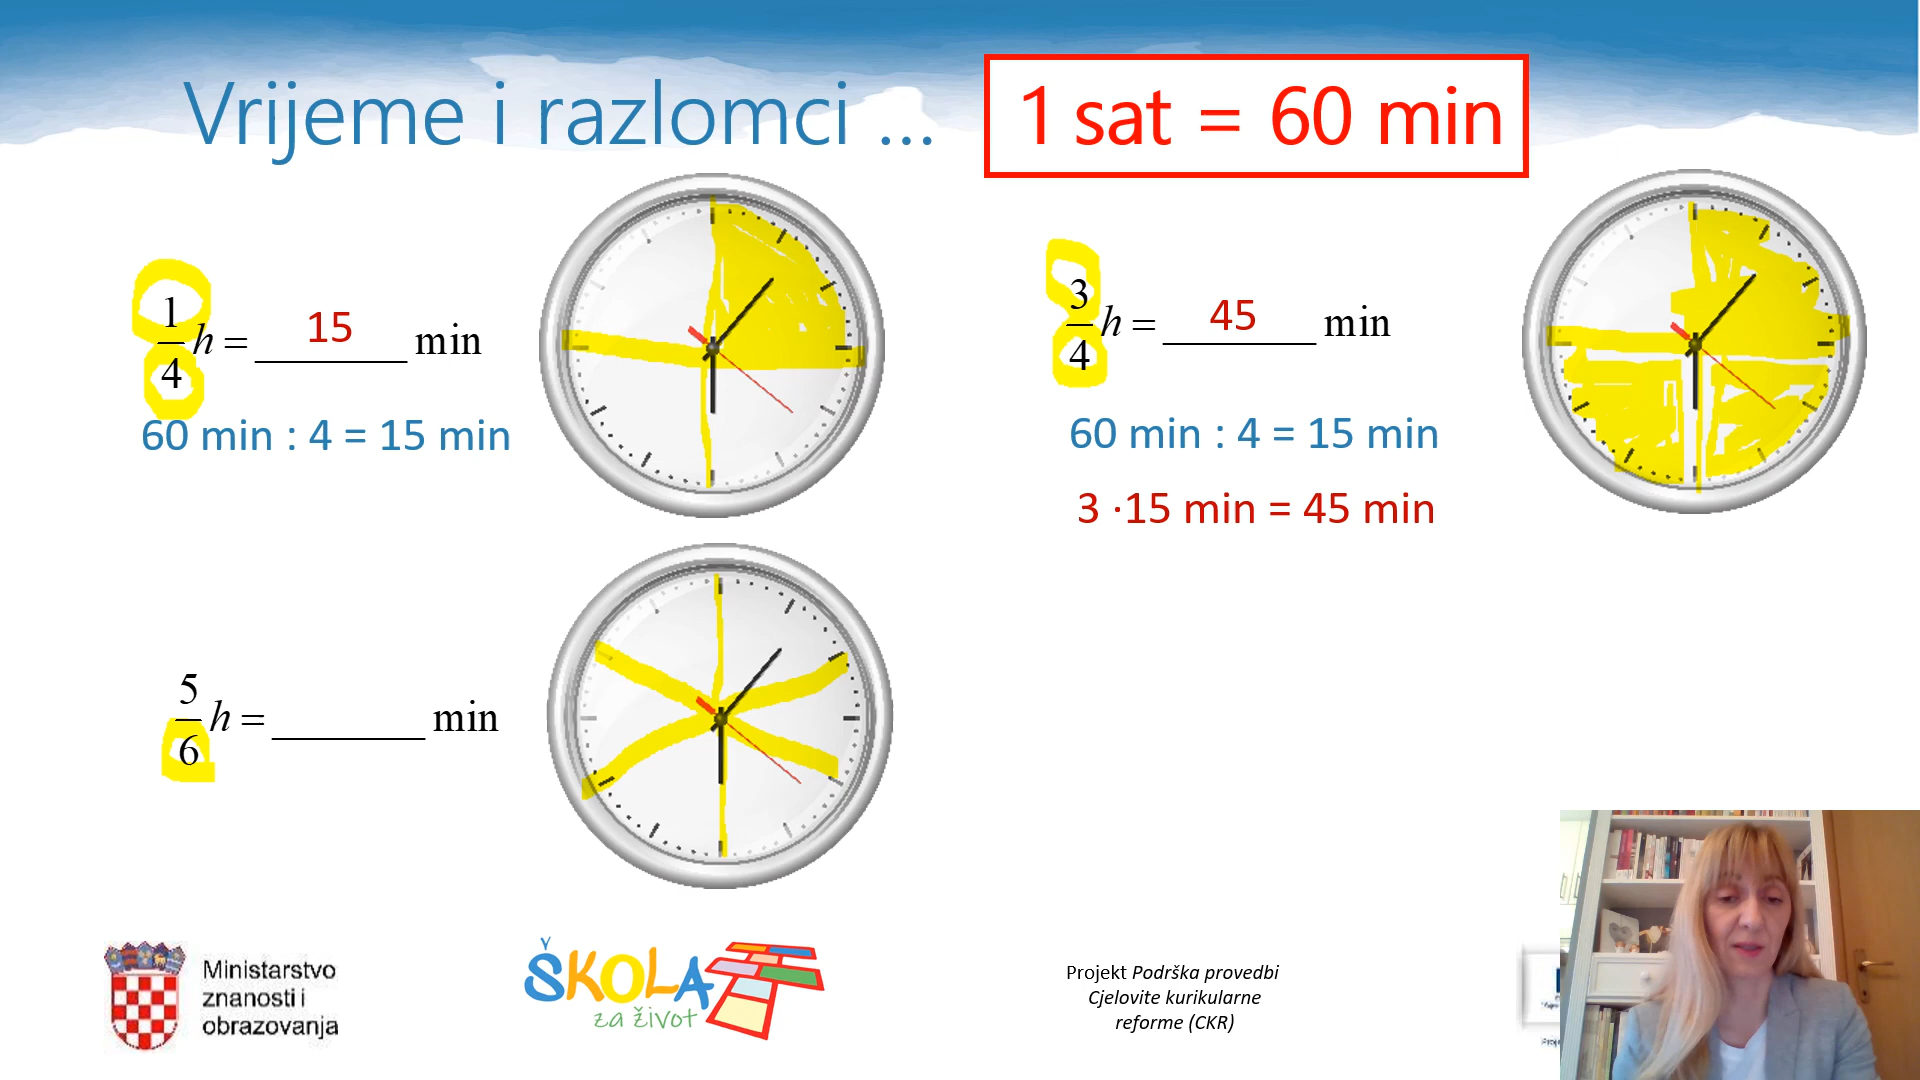 Vrijeme i razlomci ...
1 sat = 60 min
1/4 h = 15 min
60 min : 4 = 15 min
3/4 h = 45 min
60 min : 4 = 15 min
3 ·15 min = 45 min
5/6 h = ________ min
Ministarstvo
znanosti i
obrazovanja
ŠKOLA
za život
Projekt Podrška provedbi
Cjelovite kurikularne
reforme (CKR)